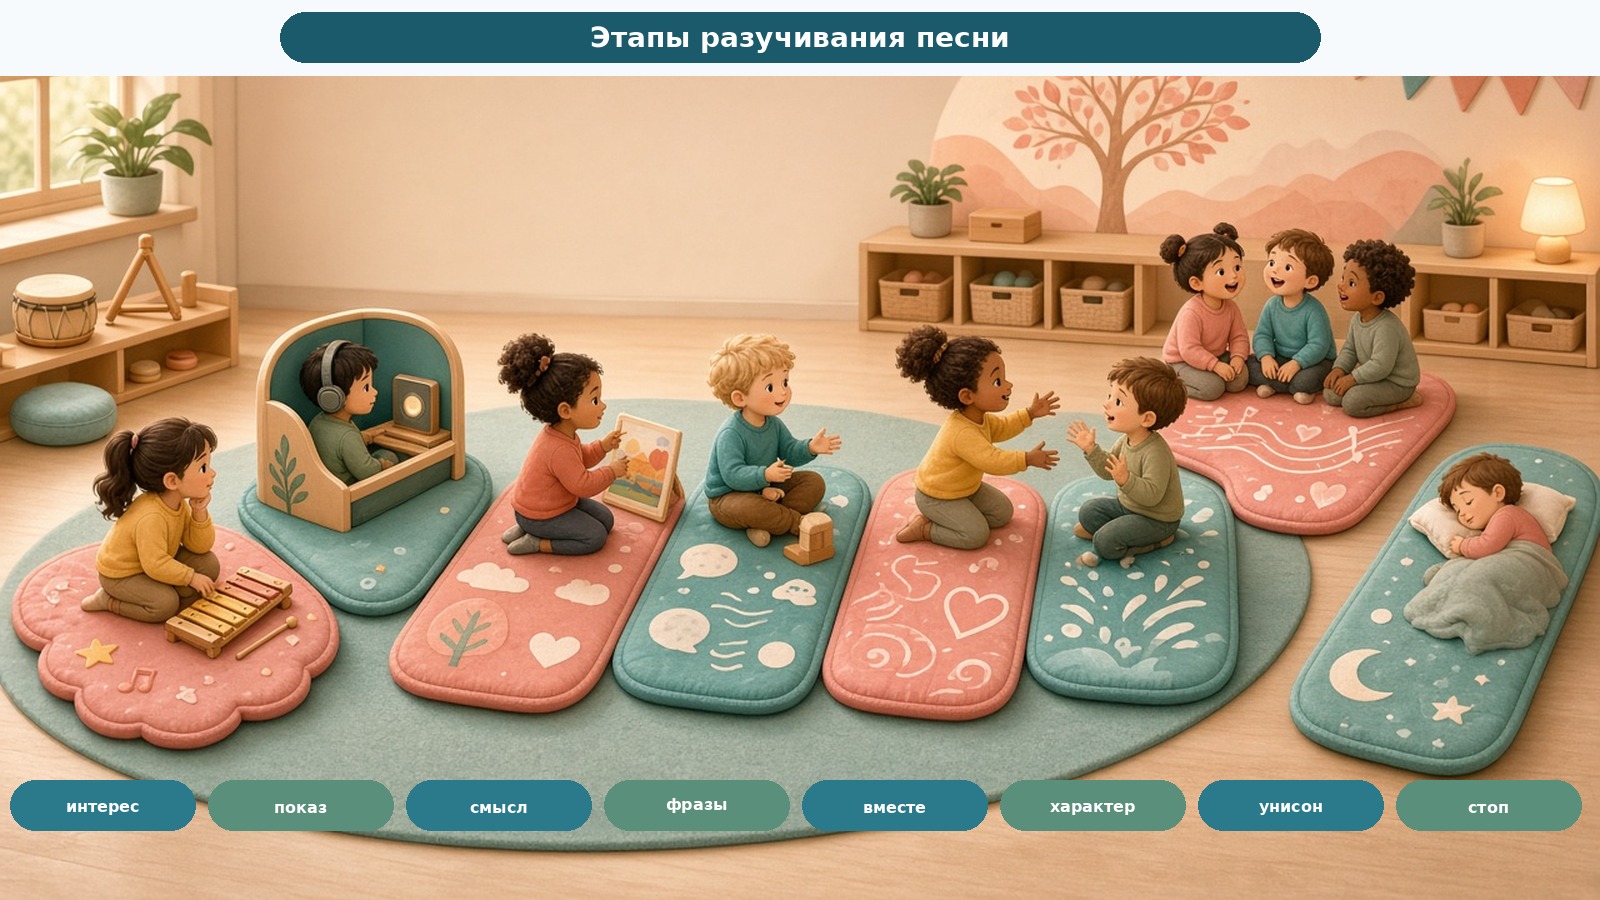 Этапы разучивания песни
интерес
показ
смысл
фразы
вместе
характер
унисон
стоп